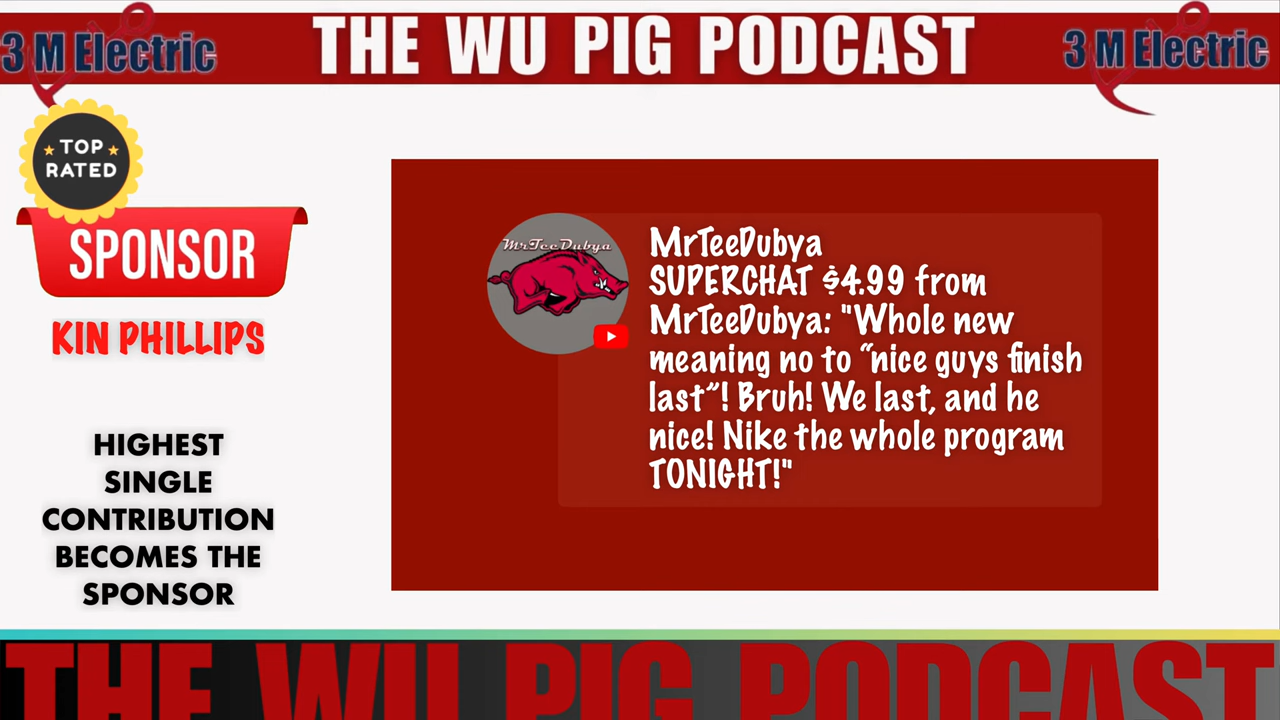 3 M Electric
THE WU PIG PODCAST
3 M Electric
TOP
RATED
SPONSOR
KIN PHILLIPS
HIGHEST
SINGLE
CONTRIBUTION
BECOMES THE
SPONSOR
MrTeeDubya
MrTeeDubya
SUPERCHAT $4.99 from
MrTeeDubya: "Whole new
meaning no to “nice guys finish
last”! Bruh! We last, and he
nice! Nike the whole program
TONIGHT!"
THE WU PIG PODCAST